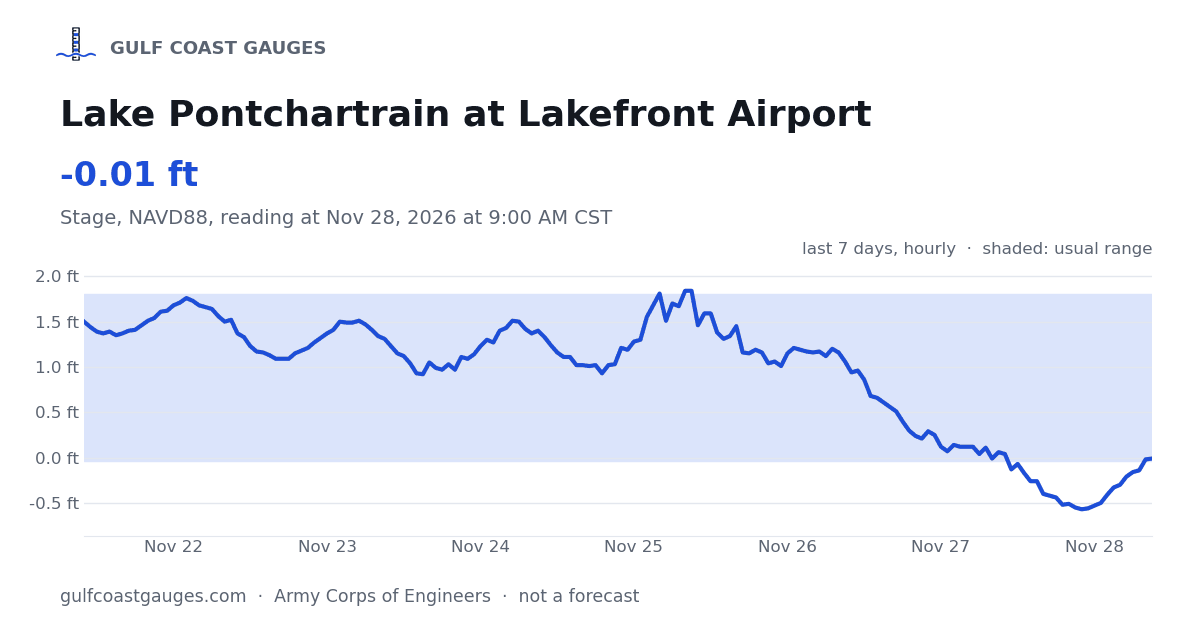 GULF COAST GAUGES
Lake Pontchartrain at Lakefront Airport
-0.01 ft
Stage, NAVD88, reading at Nov 28, 2026 at 9:00 AM CST
last 7 days, hourly · shaded: usual range
2.0 ft
1.5 ft
1.0 ft
0.5 ft
0.0 ft
-0.5 ft
Nov 22 Nov 23 Nov 24 Nov 25 Nov 26 Nov 27 Nov 28
gulfcoastgauges.com · Army Corps of Engineers · not a forecast